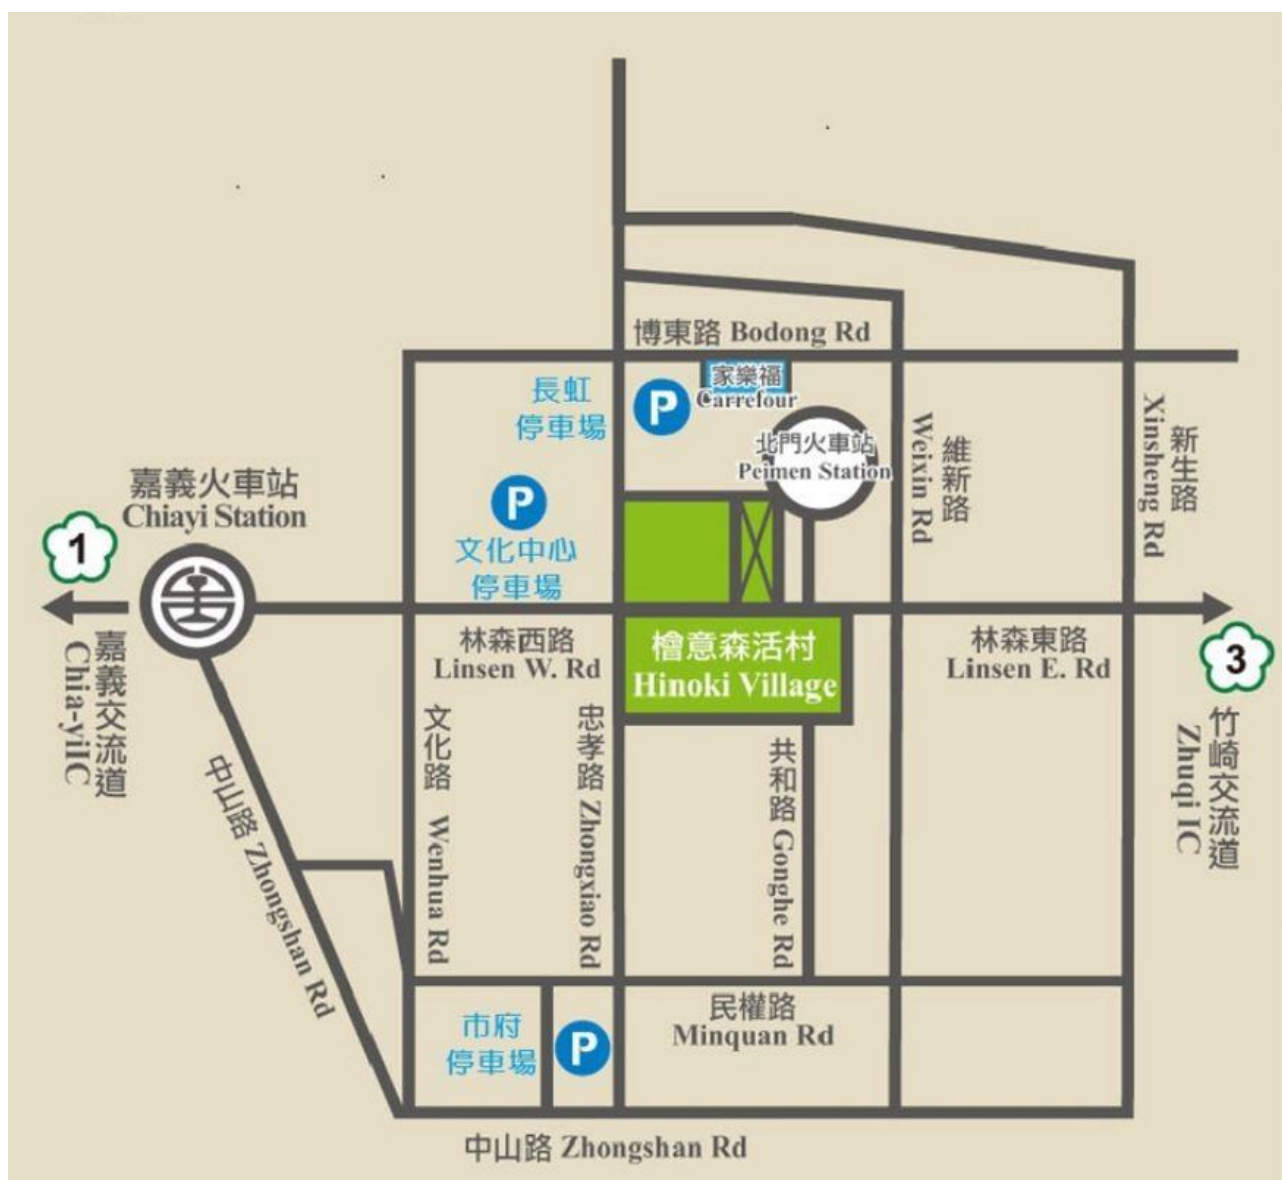 博東路 Bodong Rd
長虹
停車場
P
家樂福
Carrefour
北門火車站
Peimen Station
維新路
Weixin Rd
新生路
Xinsheng Rd
嘉義火車站
Chiayi Station
1
P
文化中心
停車場
林森西路
Linsen W. Rd
檜意森活村
Hinoki Village
林森東路
Linsen E. Rd
3
嘉義交流道
Chia-yiIC
竹崎交流道
Zhuqi IC
中山路 Zhongshan Rd
文化路 Wenhua Rd
忠孝路 Zhongxiao Rd
共和路 Gonghe Rd
市府
停車場
P
民權路
Minquan Rd
中山路 Zhongshan Rd